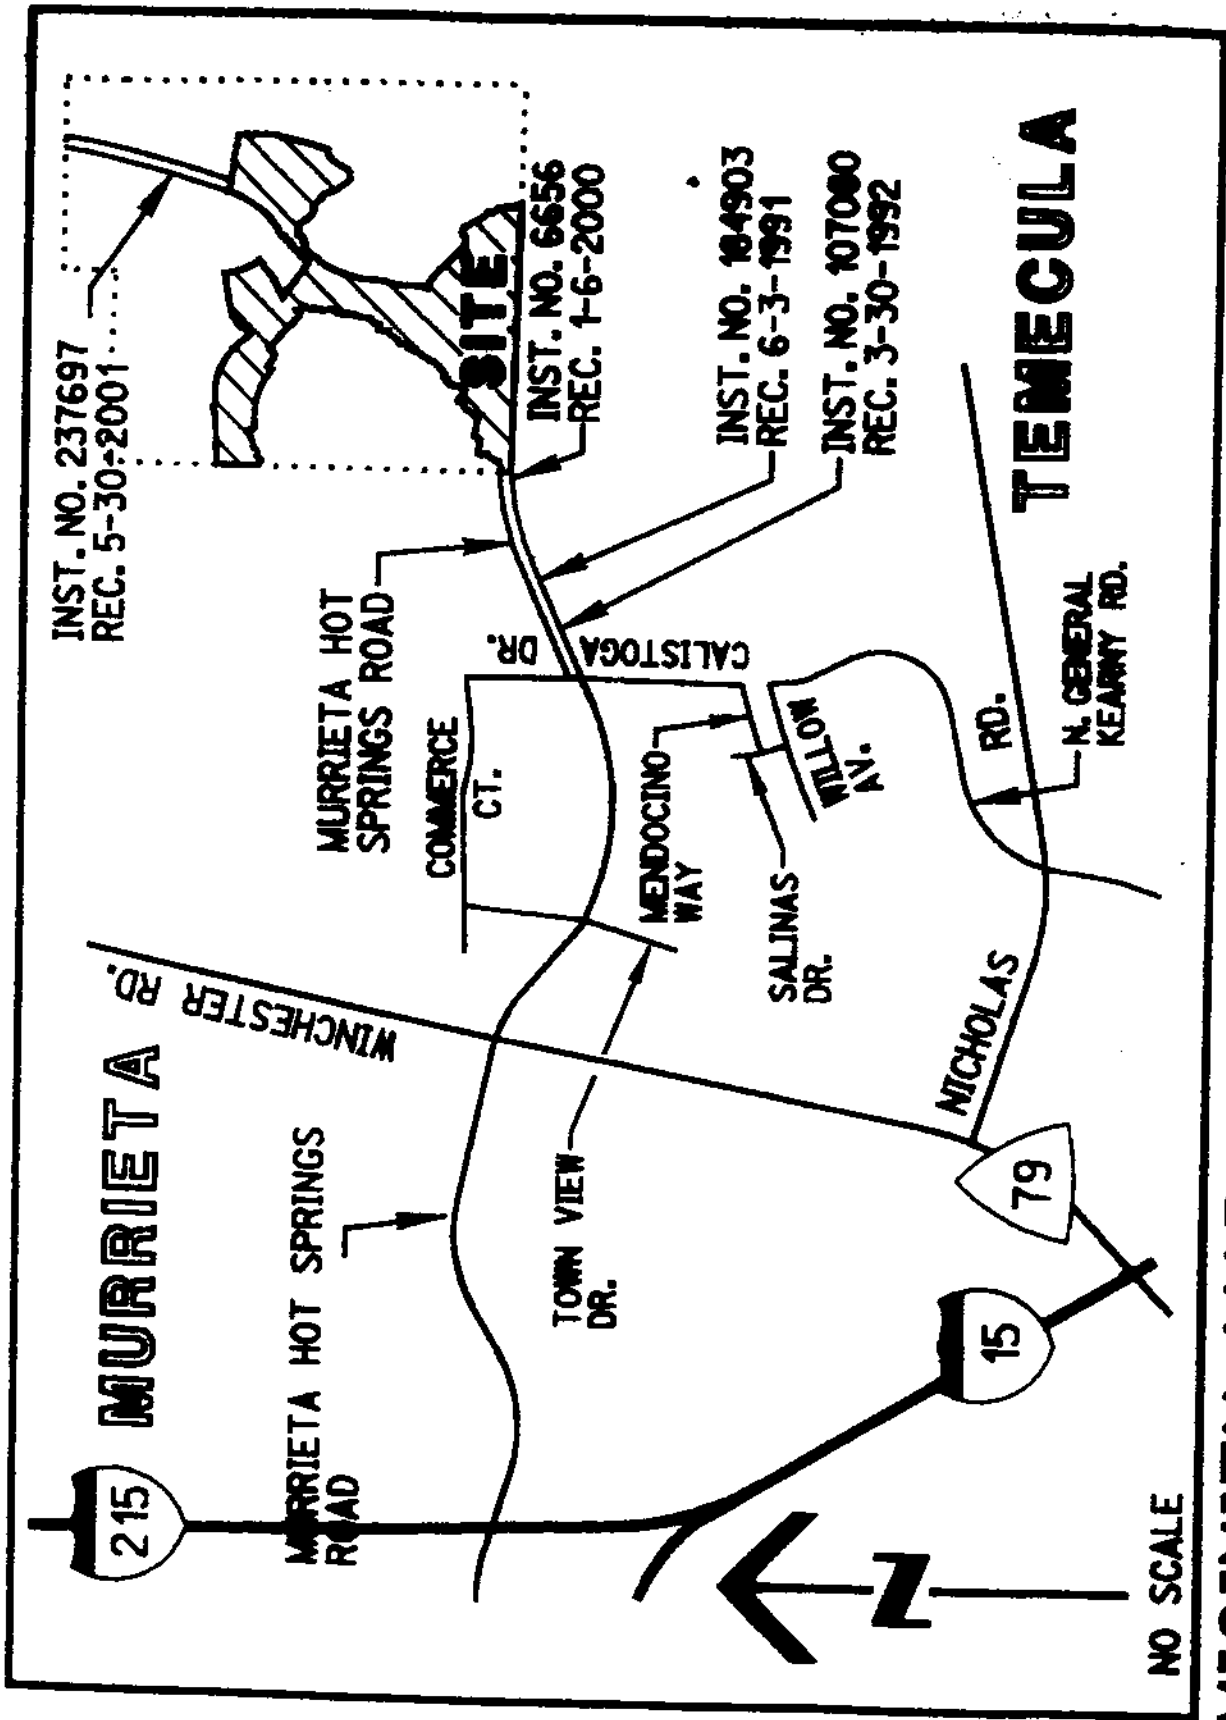 INST. NO. 237697
REC. 5-30-2001
215
MURRIETA
WINCHESTER RD.
MURRIETA HOT SPRINGS
ROAD
MURRIETA HOT
SPRINGS ROAD
COMMERCE
CT.
SITE
CALISTOGA DR.
INST. NO. 6656
REC. 1-6-2000
TOWN VIEW
DR.
MENDOCINO
WAY
INST. NO. 184903
REC. 6-3-1991
SALINAS
DR.
WILLOW
AV.
INST. NO. 107080
REC. 3-30-1992
N
NICHOLAS RD.
15
79
TEMECULA
N. GENERAL
KEARNY RD.
NO SCALE